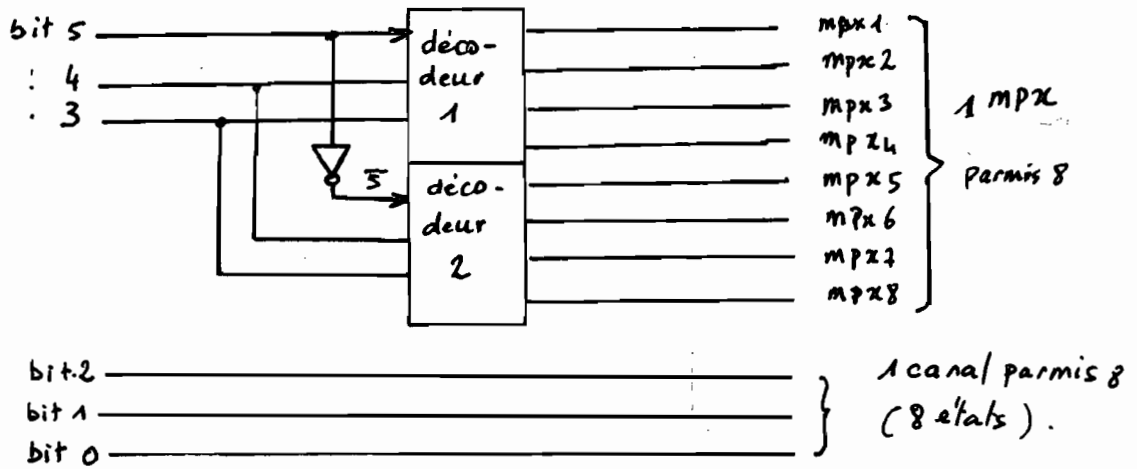 bit 5
: 4
. 3
déco-
deur
1
5̅
déco-
deur
2
mpx 1
mpx 2
mpx 3
mpx 4
mpx 5
mpx 6
mpx 7
mpx 8
1 mpx
parmis 8
bit.2
bit 1
bit 0
1 canal parmis 8
(8 états).